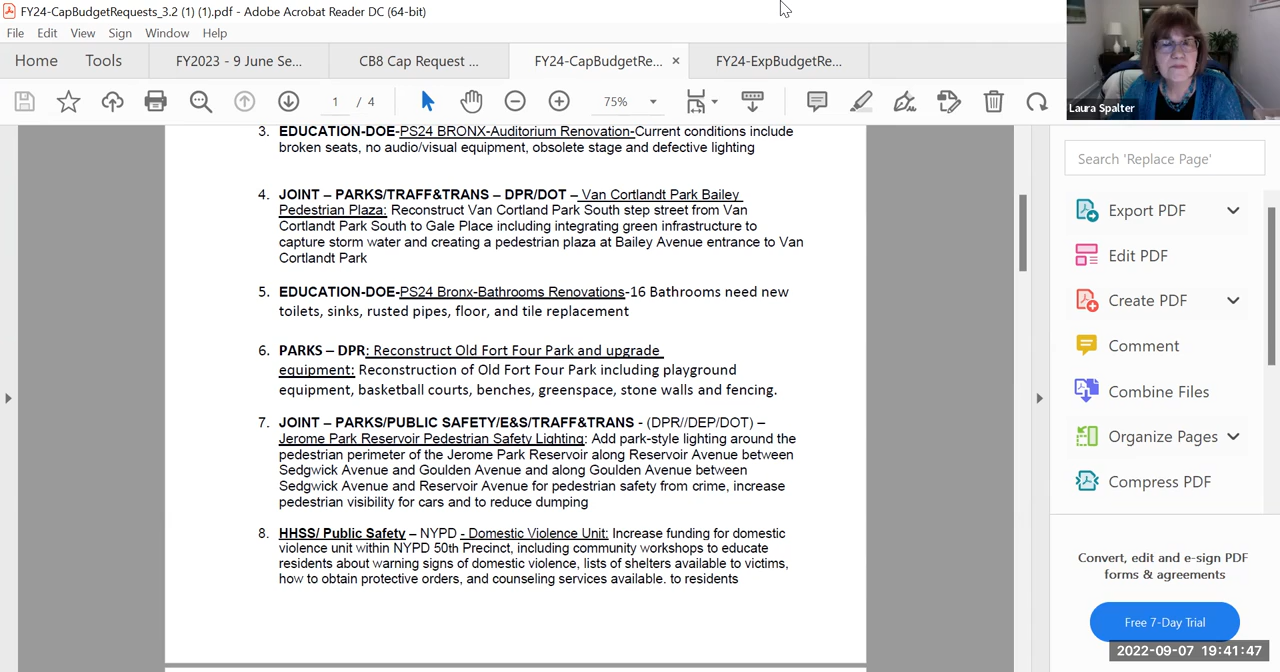 FY24-CapBudgetRequests_3.2 (1) (1).pdf - Adobe Acrobat Reader DC (64-bit)
File Edit View Sign Window Help
Home Tools FY2023 - 9 June Se... CB8 Cap Request ... FY24-CapBudgetRe... × FY24-ExpBudgetRe...
1 / 4 75%
Laura Spalter
3. EDUCATION-DOE-PS24 BRONX-Auditorium Renovation-Current conditions include
broken seats, no audio/visual equipment, obsolete stage and defective lighting
4. JOINT – PARKS/TRAFF&TRANS – DPR/DOT – Van Cortlandt Park Bailey
Pedestrian Plaza: Reconstruct Van Cortland Park South step street from Van
Cortlandt Park South to Gale Place including integrating green infrastructure to
capture storm water and creating a pedestrian plaza at Bailey Avenue entrance to Van
Cortlandt Park
5. EDUCATION-DOE-PS24 Bronx-Bathrooms Renovations-16 Bathrooms need new
toilets, sinks, rusted pipes, floor, and tile replacement
6. PARKS – DPR: Reconstruct Old Fort Four Park and upgrade
equipment: Reconstruction of Old Fort Four Park including playground
equipment, basketball courts, benches, greenspace, stone walls and fencing.
7. JOINT – PARKS/PUBLIC SAFETY/E&S/TRAFF&TRANS - (DPR//DEP/DOT) –
Jerome Park Reservoir Pedestrian Safety Lighting: Add park-style lighting around the
pedestrian perimeter of the Jerome Park Reservoir along Reservoir Avenue between
Sedgwick Avenue and Goulden Avenue and along Goulden Avenue between
Sedgwick Avenue and Reservoir Avenue for pedestrian safety from crime, increase
pedestrian visibility for cars and to reduce dumping
8. HHSS/ Public Safety – NYPD - Domestic Violence Unit: Increase funding for domestic
violence unit within NYPD 50th Precinct, including community workshops to educate
residents about warning signs of domestic violence, lists of shelters available to victims,
how to obtain protective orders, and counseling services available. to residents
Search 'Replace Page'
Export PDF
Edit PDF
Create PDF
Comment
Combine Files
Organize Pages
Compress PDF
Convert, edit and e-sign PDF
forms & agreements
Free 7-Day Trial
2022-09-07 19:41:47